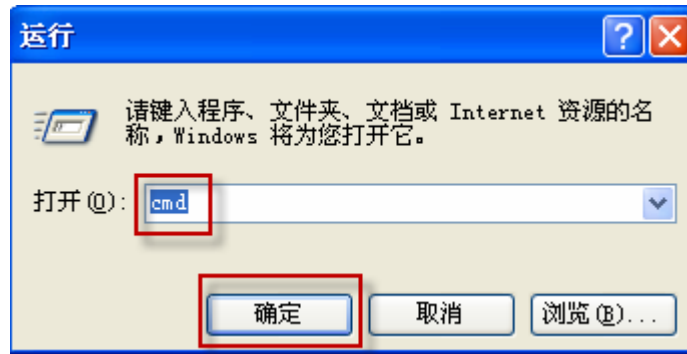 运行
请键入程序、文件夹、文档或 Internet 资源的名
称，Windows 将为您打开它。
打开(O): cmd
确定 取消 浏览(B)...